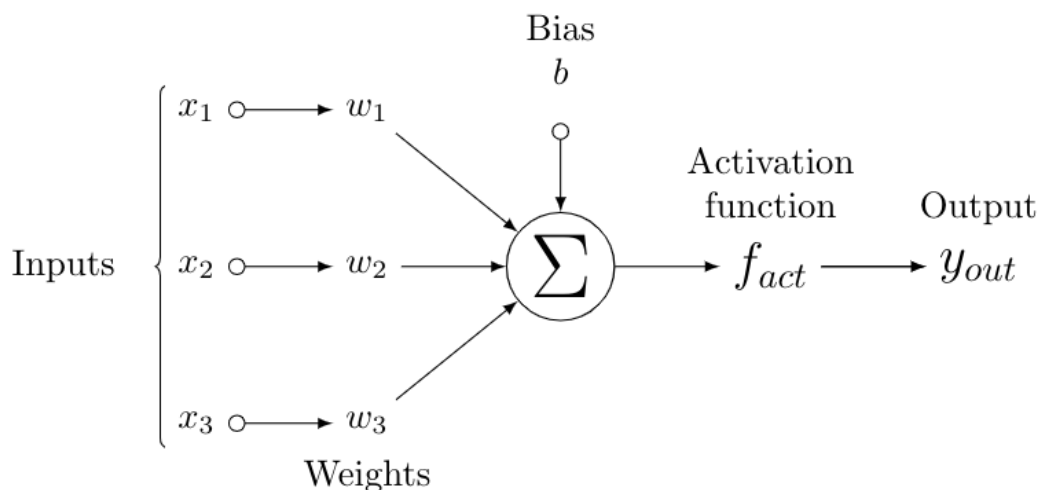 Bias
b
x₁ w₁
Activation
function
Output
Inputs x₂ w₂ Σ f_act y_out
x₃ w₃
Weights